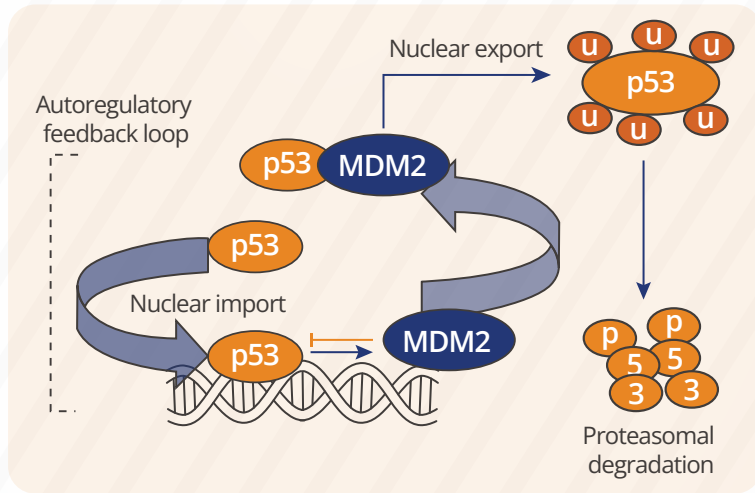 Nuclear export
u
u
u
p53
u
u
u
Autoregulatory
feedback loop
p53
MDM2
p53
Nuclear import
p53
MDM2
p
p
5
5
3
3
Proteasomal
degradation